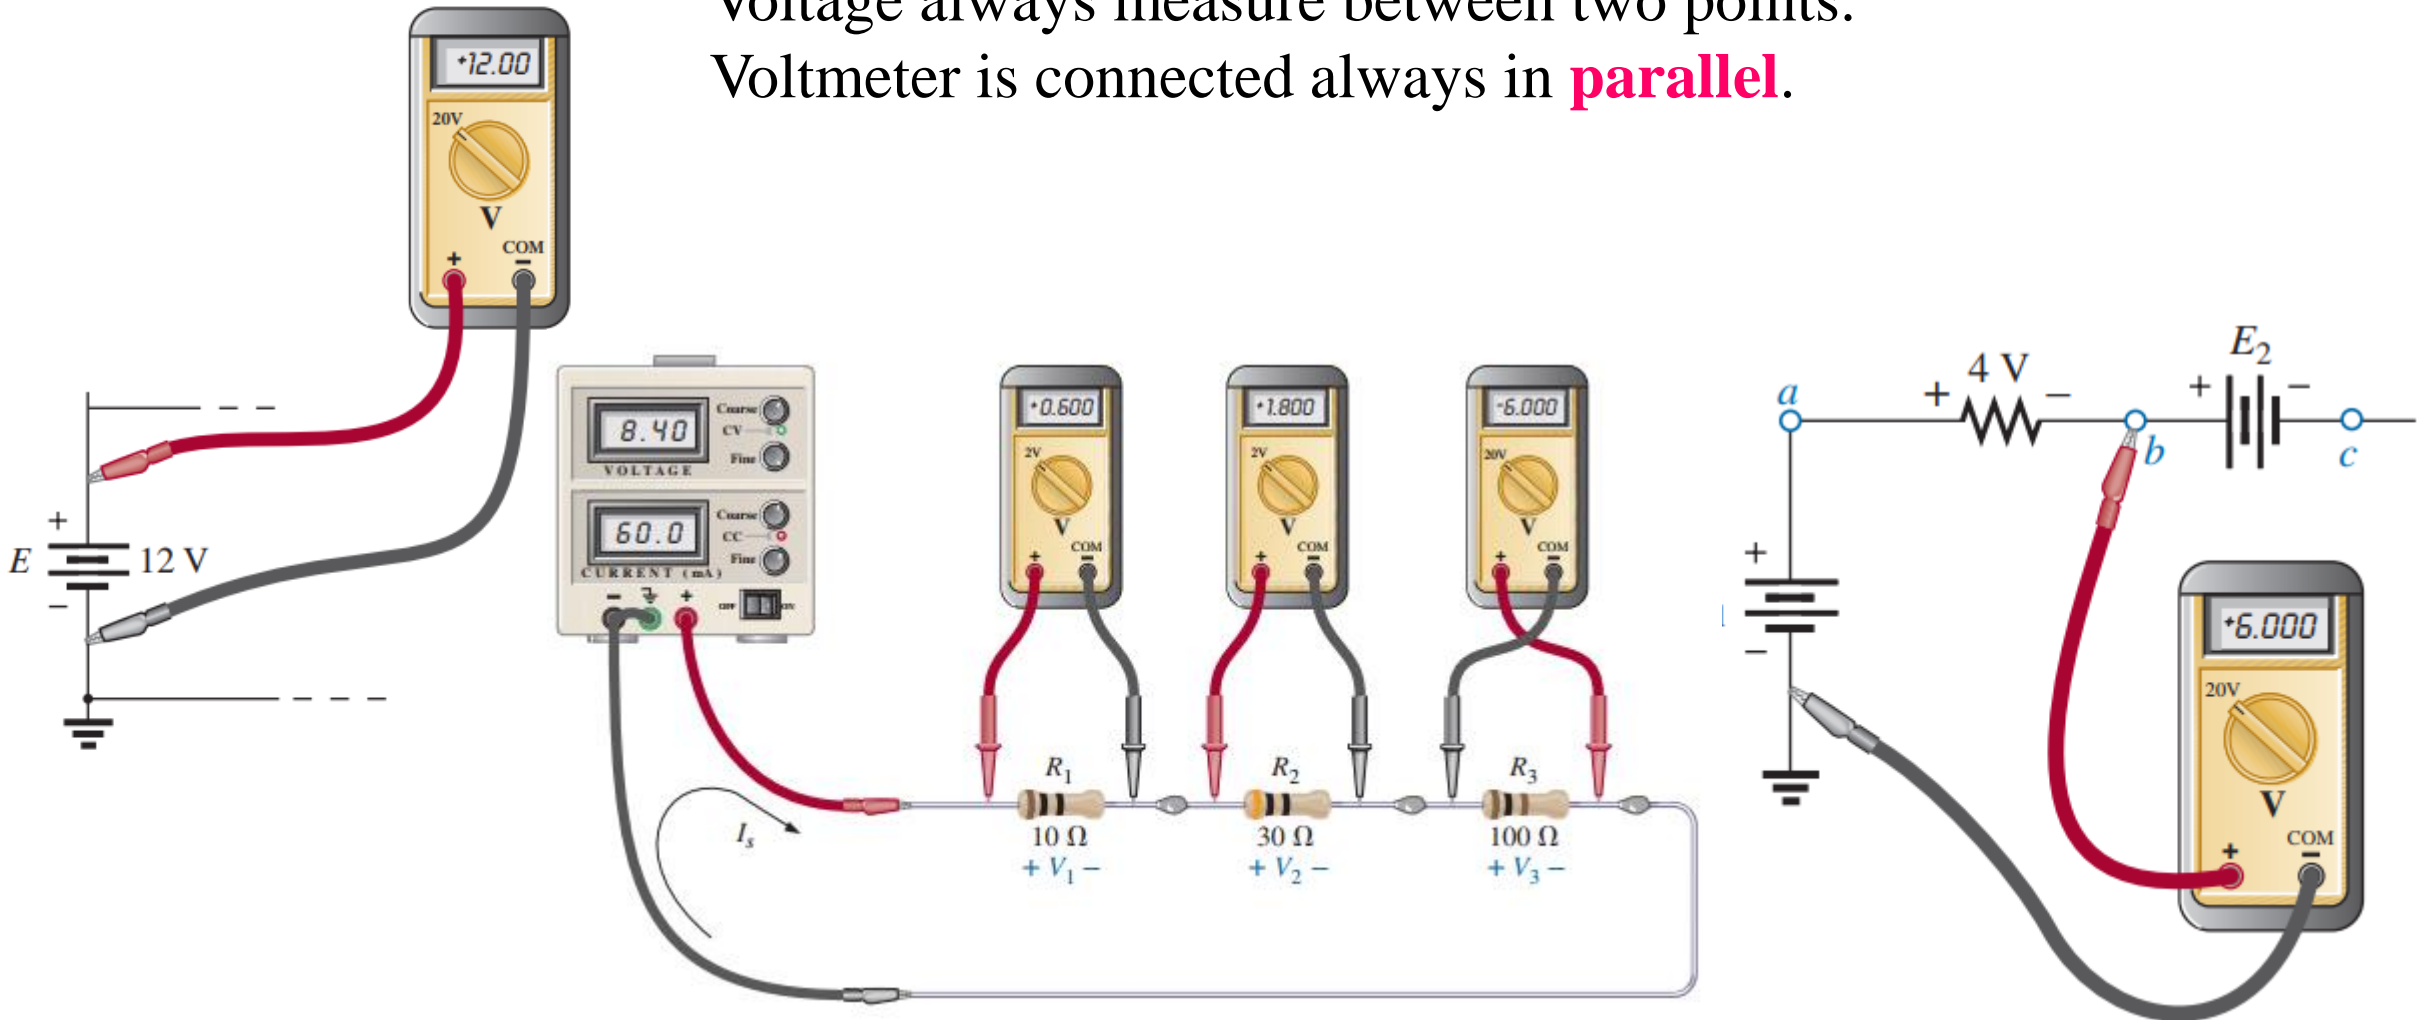 Voltage always measure between two points.
Voltmeter is connected always in parallel.
+12.00
20V
V
COM
+ −
+
E 12 V
−
8.40
VOLTAGE
Coarse
CV
Fine
60.0
CURRENT (mA)
Coarse
CC
Fine
− +
OFF ON
+0.600
2V
V
COM
+ −
+1.800
2V
V
COM
+ −
-6.000
20V
V
COM
+ −
Is
R1
10 Ω
+ V1 −
R2
30 Ω
+ V2 −
R3
100 Ω
+ V3 −
a
+ 4 V −
b
+ E2 −
c
+
−
+6.000
20V
V
COM
+ −